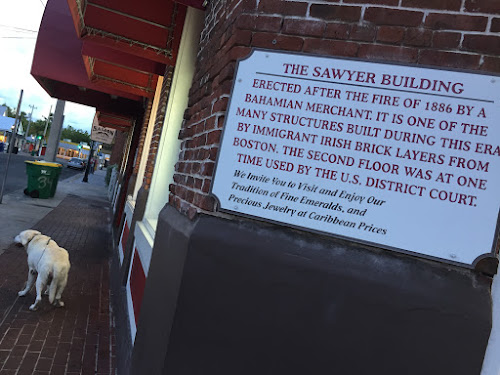 THE SAWYER BUILDING
ERECTED AFTER THE FIRE OF 1886 BY A
BAHAMIAN MERCHANT. IT IS ONE OF THE
MANY STRUCTURES BUILT DURING THIS ERA
BY IMMIGRANT IRISH BRICK LAYERS FROM
BOSTON. THE SECOND FLOOR WAS AT ONE
TIME USED BY THE U.S. DISTRICT COURT.
We Invite You to Visit and Enjoy Our
Tradition of Fine Emeralds, and
Precious Jewelry at Caribbean Prices